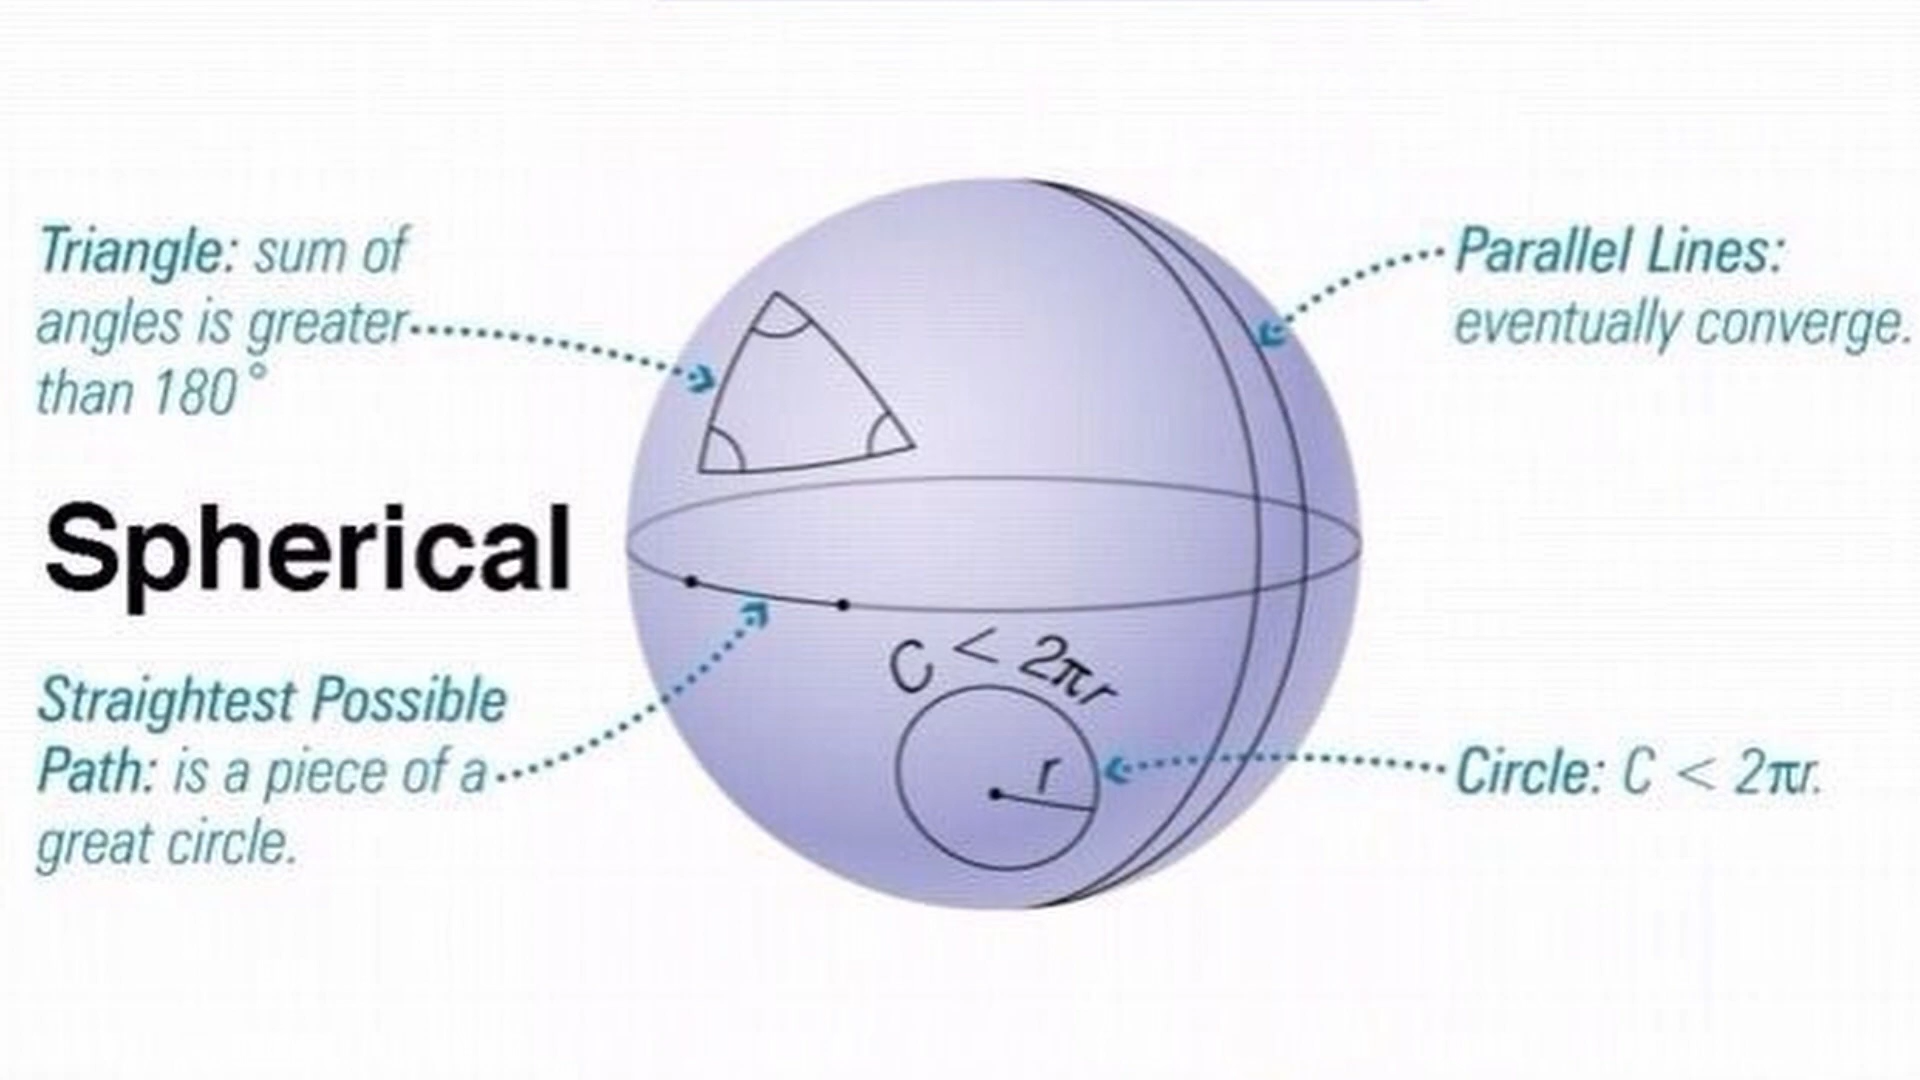 Triangle: sum of
angles is greater
than 180°
Spherical
Straightest Possible
Path: is a piece of a
great circle.
C < 2πr
r
Parallel Lines:
eventually converge.
Circle: C < 2πr.